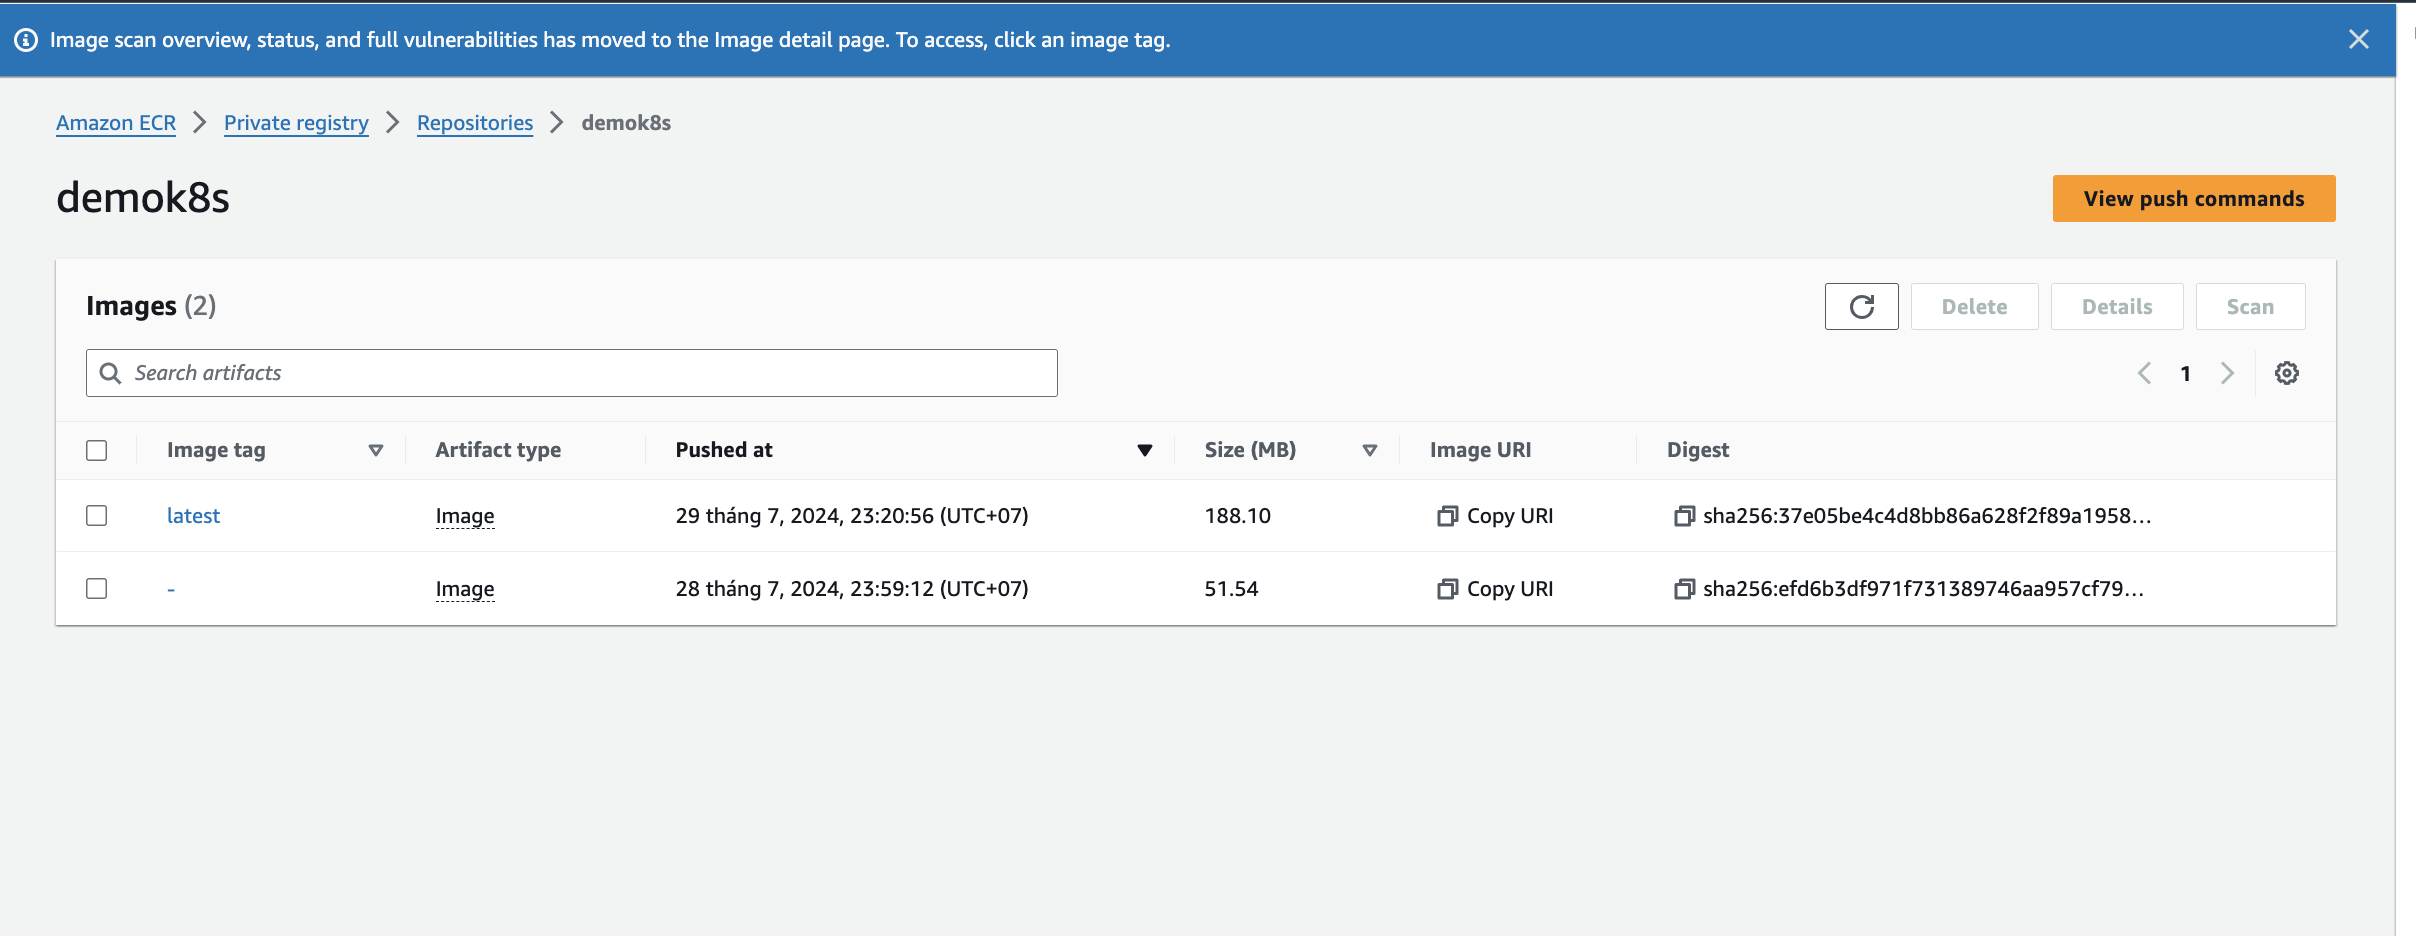 Image scan overview, status, and full vulnerabilities has moved to the Image detail page. To access, click an image tag.
Amazon ECR Private registry Repositories demok8s
demok8s
View push commands
Images (2)
Delete Details Scan
Search artifacts
1
Image tag Artifact type Pushed at Size (MB) Image URI Digest
latest Image 29 tháng 7, 2024, 23:20:56 (UTC+07) 188.10 Copy URI sha256:37e05be4c4d8bb86a628f2f89a1958...
- Image 28 tháng 7, 2024, 23:59:12 (UTC+07) 51.54 Copy URI sha256:efd6b3df971f731389746aa957cf79...